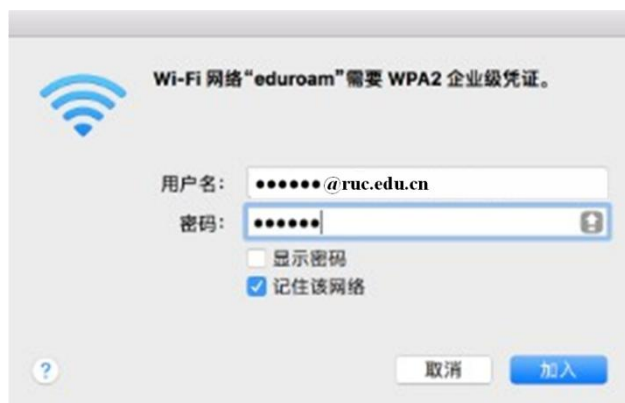 Wi-Fi 网络“eduroam”需要 WPA2 企业级凭证。
用户名： ••••••@ruc.edu.cn
密码： ••••••
显示密码
记住该网络
? 取消 加入